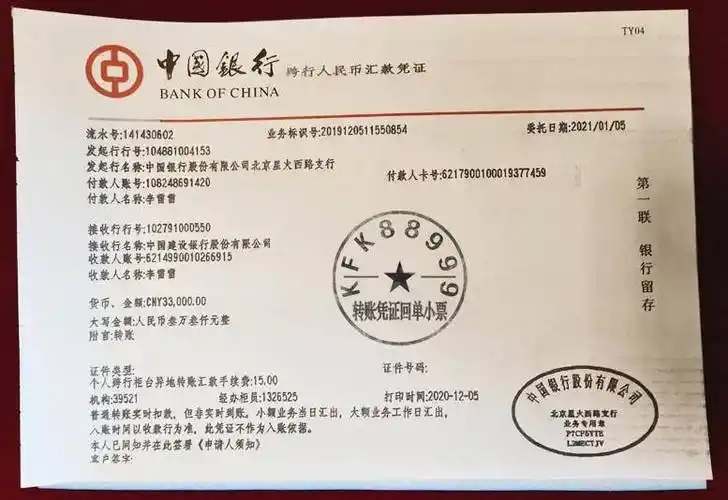 TY04
中国银行 跨行人民币汇款凭证
BANK OF CHINA
流水号:141430602 业务标识号:2019120511550854 委托日期:2021/01/05
发起行行号:104881004153
发起行名称:中国银行股份有限公司北京星火西路支行
付款人账号:108248691420 付款人卡号:6217900100019377459
付款人名称:李雷雷
接收行行号:102791000550
接收行名称:中国建设银行股份有限公司
收款人账号:6214990010266915
收款人名称:李雷雷
货币、金额:CNY33,000.00
大写金额:人民币叁万叁仟元整
附言:转账
KFK88999
转账凭证回单小票
第一联 银行留存
证件类型: 证件号码:
个人跨行柜台异地转账汇款手续费:15.00
机构:39521 经办柜员:1326525 打印时间:2020-12-05
普通转账实时扣款，但非实时到账。小额业务当日汇出，大额业务工作日汇出，
入账时间以收款行为准，此凭证不作为入账依据。
本人已阅知并在此签署《申请人须知》
客户签字:
中国银行股份有限公司
北京星火西路支行
业务专用章
PTCFSYTE
L3MECTJV